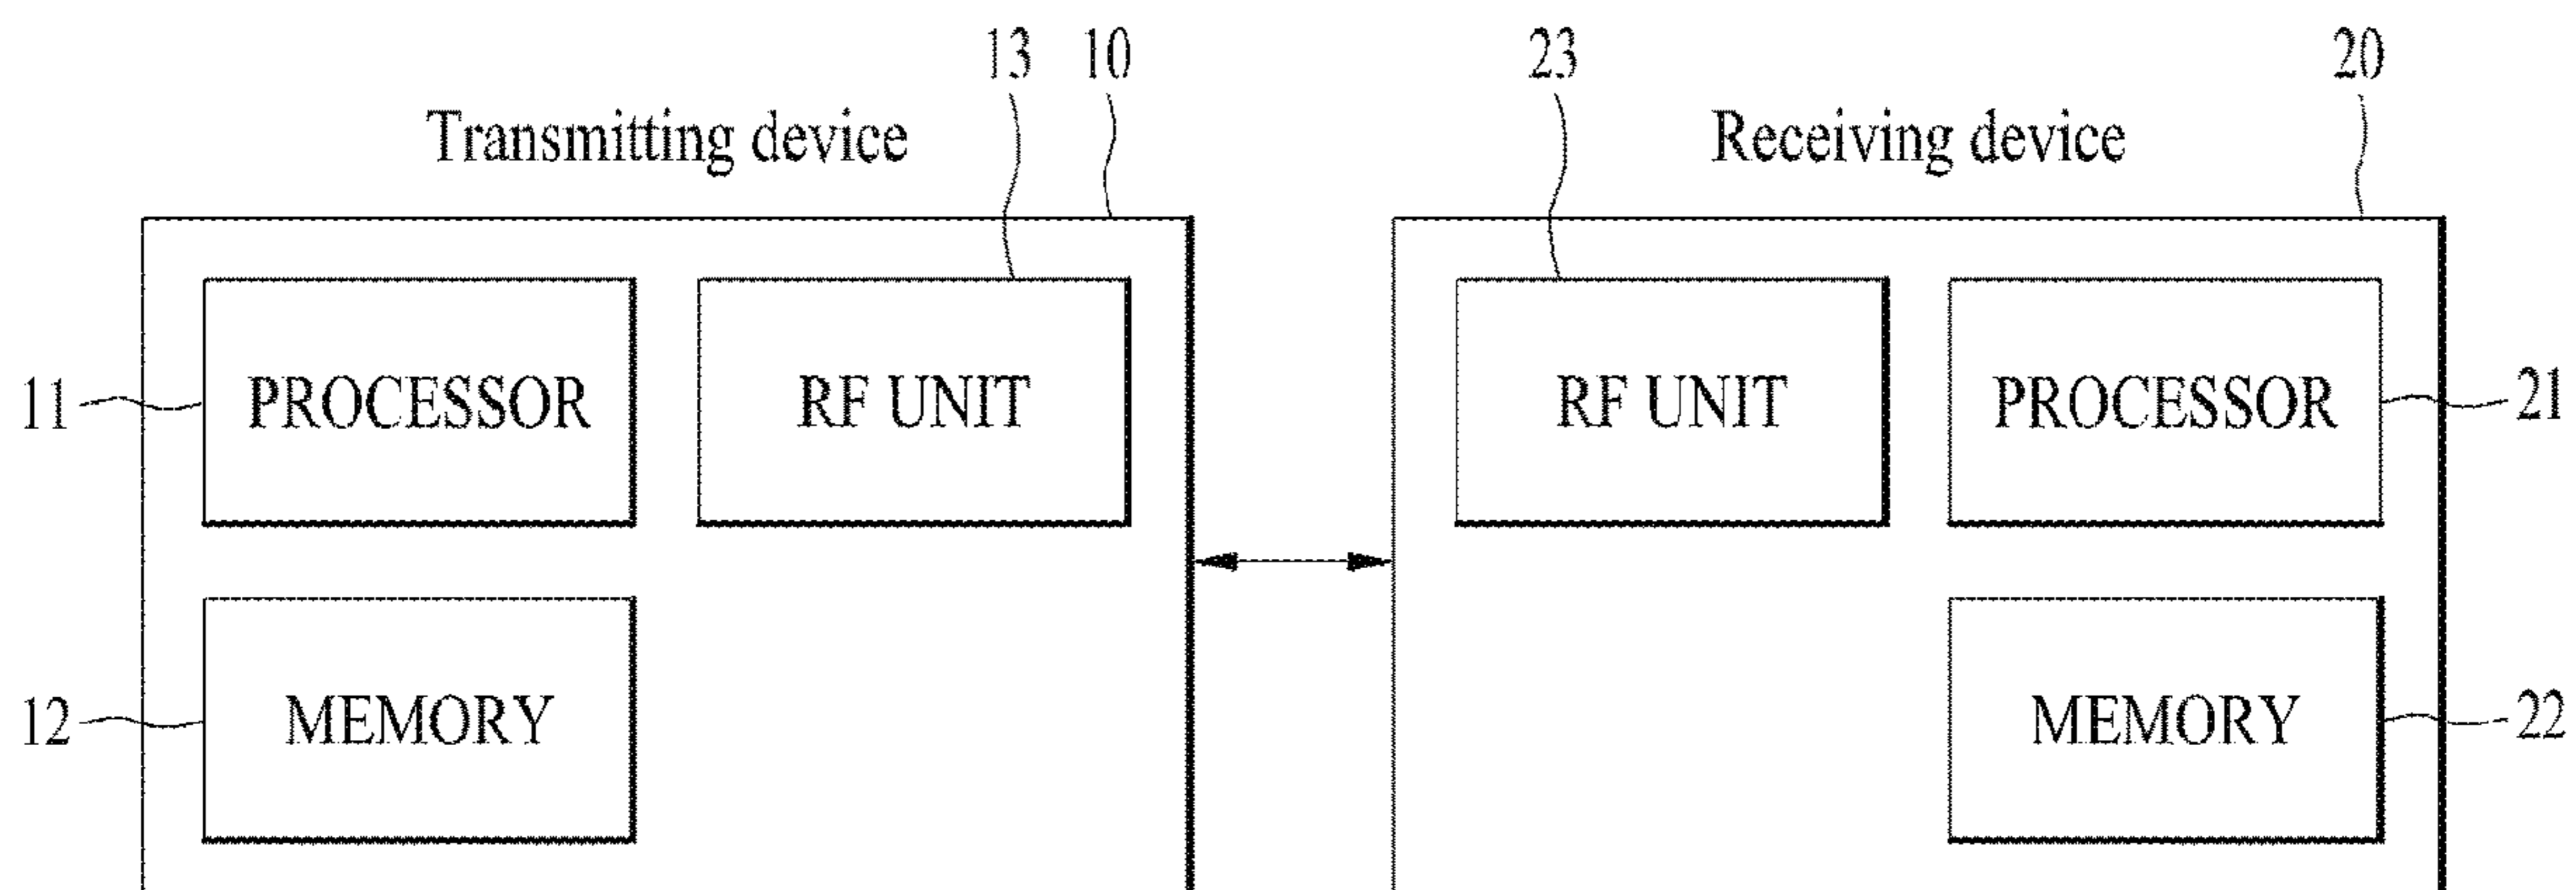 13 10 23 20
Transmitting device Receiving device
11 PROCESSOR RF UNIT RF UNIT PROCESSOR 21
12 MEMORY MEMORY 22